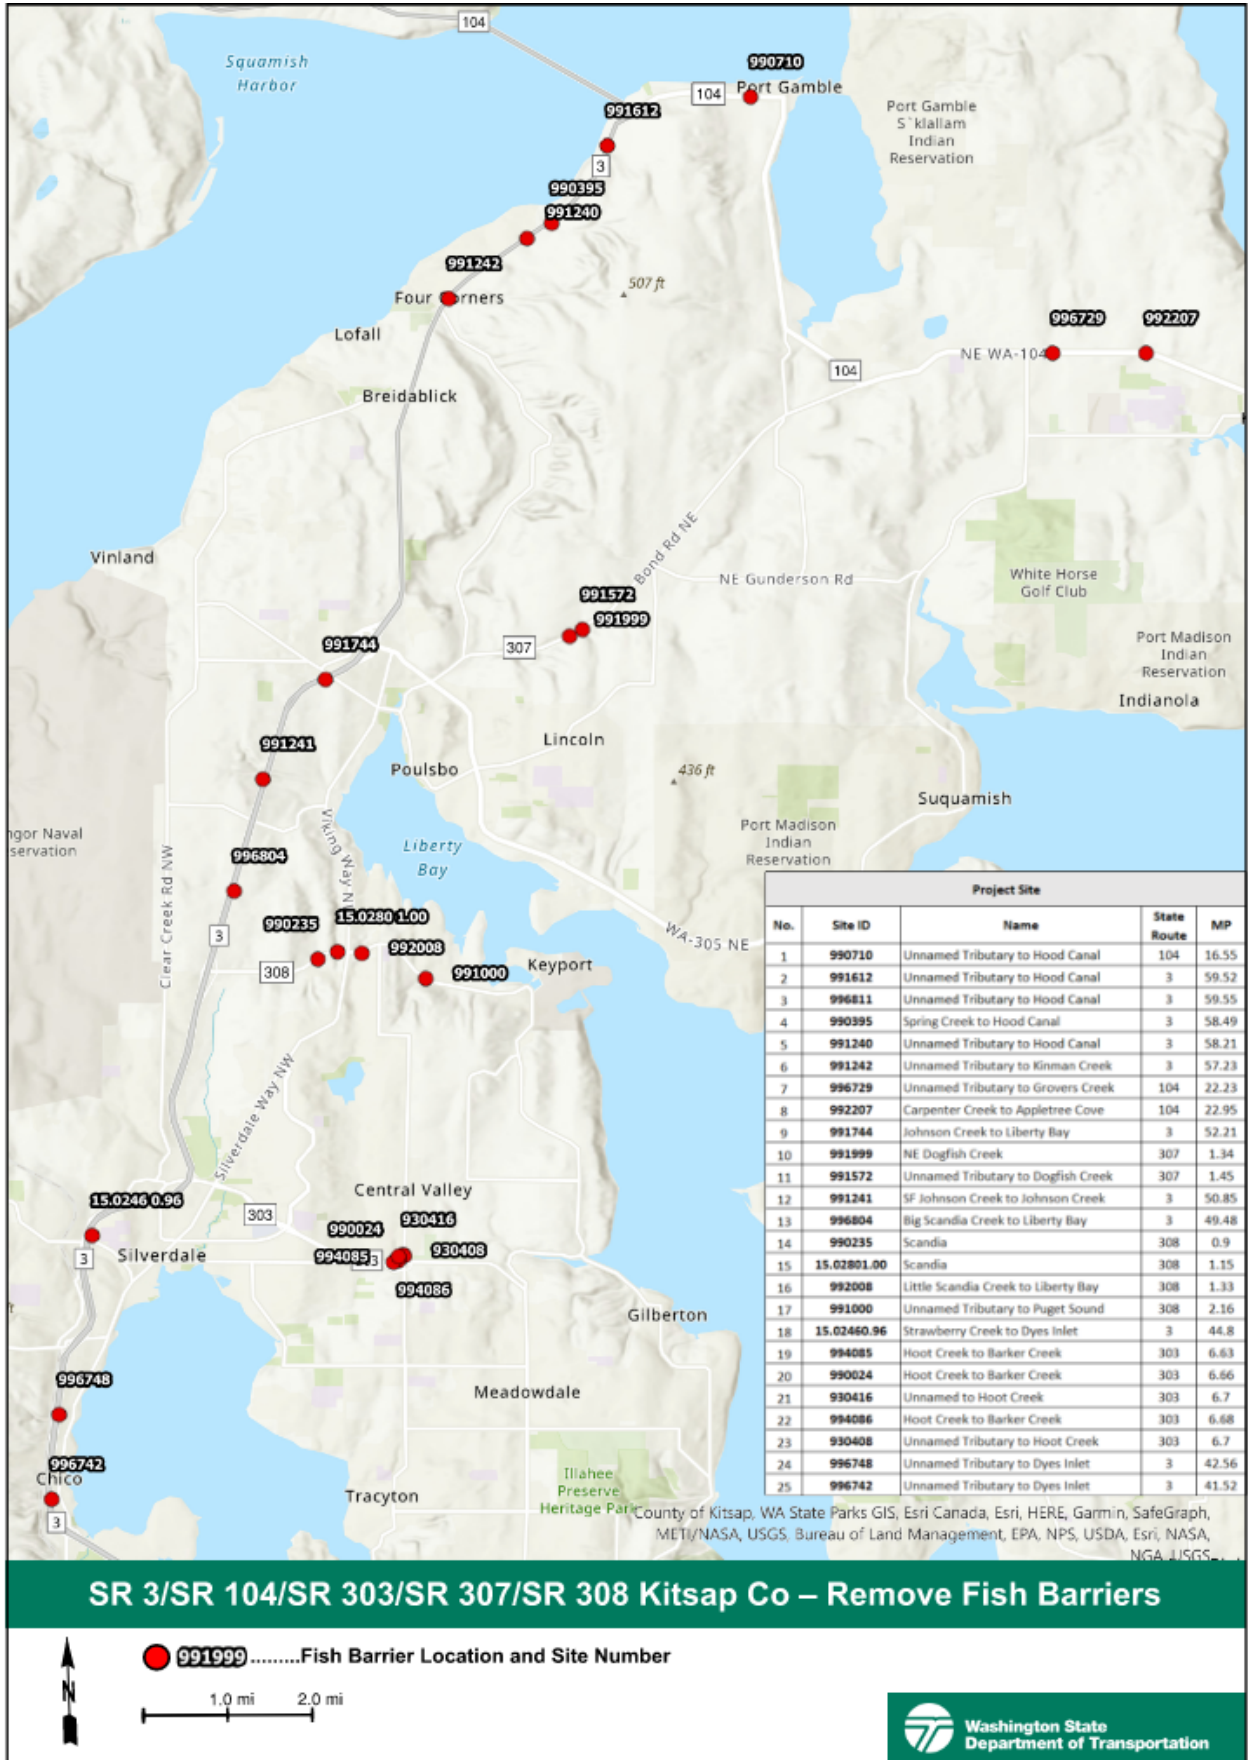 104
Squamish
Harbor
990710
104
Port Gamble
991612
Port Gamble
S`klallam
Indian
Reservation
3
990395
991240
991242
507 ft
Four Corners
996729
992207
Lofall
NE WA-104
104
Breidablick
Bond Rd NE
Vinland
NE Gunderson Rd
White Horse
Golf Club
991572
991999
307
991744
Port Madison
Indian
Reservation
Indianola
991241
Lincoln
Poulsbo
436 ft
Suquamish
ngor Naval
servation
Viking Way N
Port Madison
Indian
Reservation
Liberty
Bay
996804
Clear Creek Rd NW
990235
15.0280 1.00
3
992008
WA-305 NE
308
991000
Keyport
Silverdale Way NW
Central Valley
15.0246 0.96
303
990024
930416
3
Silverdale
994085
930408
994086
Gilberton
996748
Meadowdale
996742
Chico
3
Tracyton
Illahee
Preserve
Heritage Park
Project Site
No. Site ID Name State Route MP
1 990710 Unnamed Tributary to Hood Canal 104 16.55
2 991612 Unnamed Tributary to Hood Canal 3 59.52
3 996811 Unnamed Tributary to Hood Canal 3 59.55
4 990395 Spring Creek to Hood Canal 3 58.49
5 991240 Unnamed Tributary to Hood Canal 3 58.21
6 991242 Unnamed Tributary to Kinman Creek 3 57.23
7 996729 Unnamed Tributary to Grovers Creek 104 22.23
8 992207 Carpenter Creek to Appletree Cove 104 22.95
9 991744 Johnson Creek to Liberty Bay 3 52.21
10 991999 NE Dogfish Creek 307 1.34
11 991572 Unnamed Tributary to Dogfish Creek 307 1.45
12 991241 SF Johnson Creek to Johnson Creek 3 50.85
13 996804 Big Scandia Creek to Liberty Bay 3 49.48
14 990235 Scandia 308 0.9
15 15.02801.00 Scandia 308 1.15
16 992008 Little Scandia Creek to Liberty Bay 308 1.33
17 991000 Unnamed Tributary to Puget Sound 308 2.16
18 15.02460.96 Strawberry Creek to Dyes Inlet 3 44.8
19 994085 Hoot Creek to Barker Creek 303 6.63
20 990024 Hoot Creek to Barker Creek 303 6.66
21 930416 Unnamed to Hoot Creek 303 6.7
22 994086 Hoot Creek to Barker Creek 303 6.68
23 930408 Unnamed Tributary to Hoot Creek 303 6.7
24 996748 Unnamed Tributary to Dyes Inlet 3 42.56
25 996742 Unnamed Tributary to Dyes Inlet 3 41.52
County of Kitsap, WA State Parks GIS, Esri Canada, Esri, HERE, Garmin, SafeGraph,
METI/NASA, USGS, Bureau of Land Management, EPA, NPS, USDA, Esri, NASA,
NGA, USGS
SR 3/SR 104/SR 303/SR 307/SR 308 Kitsap Co – Remove Fish Barriers
991999 .........Fish Barrier Location and Site Number
N
1.0 mi 2.0 mi
Washington State
Department of Transportation